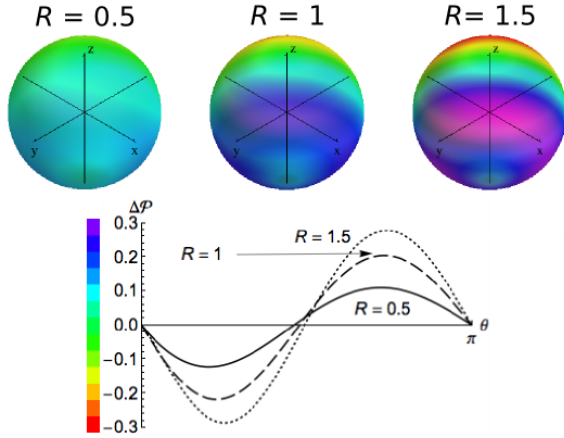 R = 0.5 R = 1 R= 1.5
z z z
y x y x y x
Δ𝒫
0.3
0.2
0.1
0.0
−0.1
−0.2
−0.3
R = 1
R = 1.5
R = 0.5
π θ